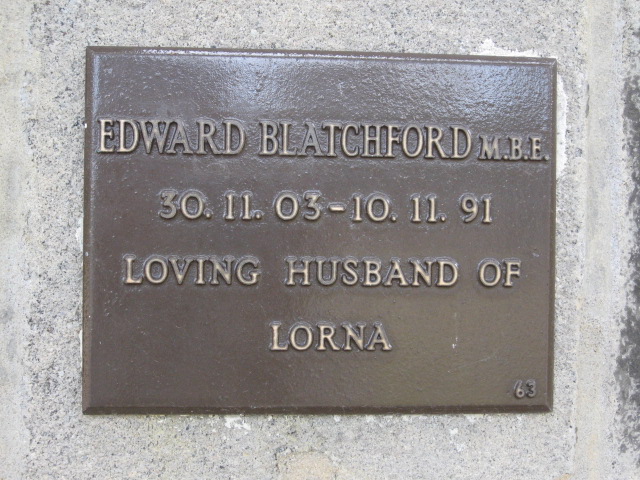 EDWARD BLATCHFORD M.B.E.
30.11.03-10.11.91
LOVING HUSBAND OF
LORNA
63